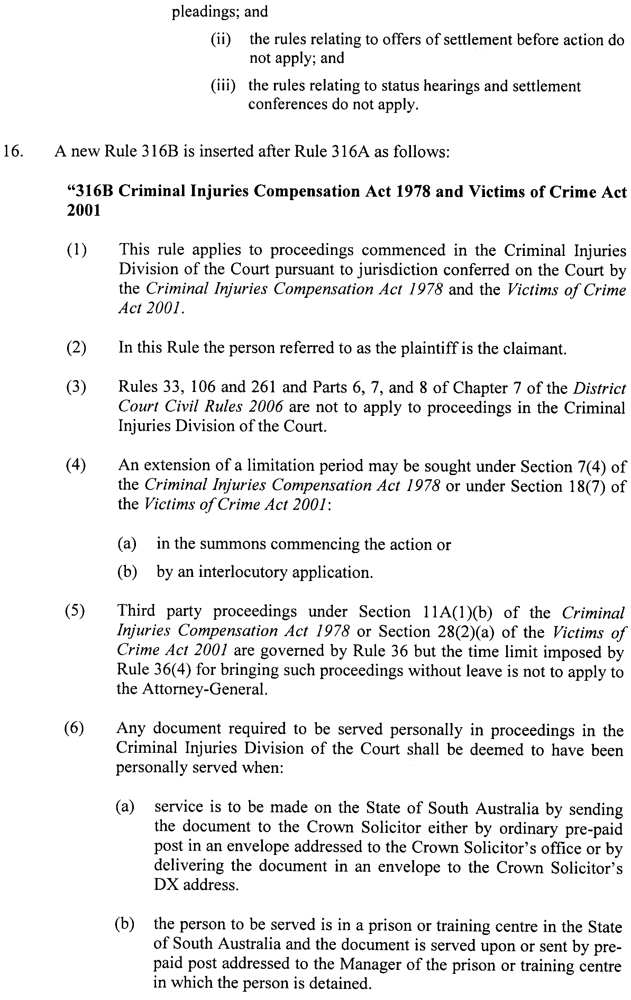 pleadings; and
(ii) the rules relating to offers of settlement before action do
not apply; and
(iii) the rules relating to status hearings and settlement
conferences do not apply.
16. A new Rule 316B is inserted after Rule 316A as follows:
“316B Criminal Injuries Compensation Act 1978 and Victims of Crime Act
2001
(1) This rule applies to proceedings commenced in the Criminal Injuries
Division of the Court pursuant to jurisdiction conferred on the Court by
the Criminal Injuries Compensation Act 1978 and the Victims of Crime
Act 2001.
(2) In this Rule the person referred to as the plaintiff is the claimant.
(3) Rules 33, 106 and 261 and Parts 6, 7, and 8 of Chapter 7 of the District
Court Civil Rules 2006 are not to apply to proceedings in the Criminal
Injuries Division of the Court.
(4) An extension of a limitation period may be sought under Section 7(4) of
the Criminal Injuries Compensation Act 1978 or under Section 18(7) of
the Victims of Crime Act 2001:
(a) in the summons commencing the action or
(b) by an interlocutory application.
(5) Third party proceedings under Section 11A(1)(b) of the Criminal
Injuries Compensation Act 1978 or Section 28(2)(a) of the Victims of
Crime Act 2001 are governed by Rule 36 but the time limit imposed by
Rule 36(4) for bringing such proceedings without leave is not to apply to
the Attorney-General.
(6) Any document required to be served personally in proceedings in the
Criminal Injuries Division of the Court shall be deemed to have been
personally served when:
(a) service is to be made on the State of South Australia by sending
the document to the Crown Solicitor either by ordinary pre-paid
post in an envelope addressed to the Crown Solicitor’s office or by
delivering the document in an envelope to the Crown Solicitor’s
DX address.
(b) the person to be served is in a prison or training centre in the State
of South Australia and the document is served upon or sent by pre-
paid post addressed to the Manager of the prison or training centre
in which the person is detained.